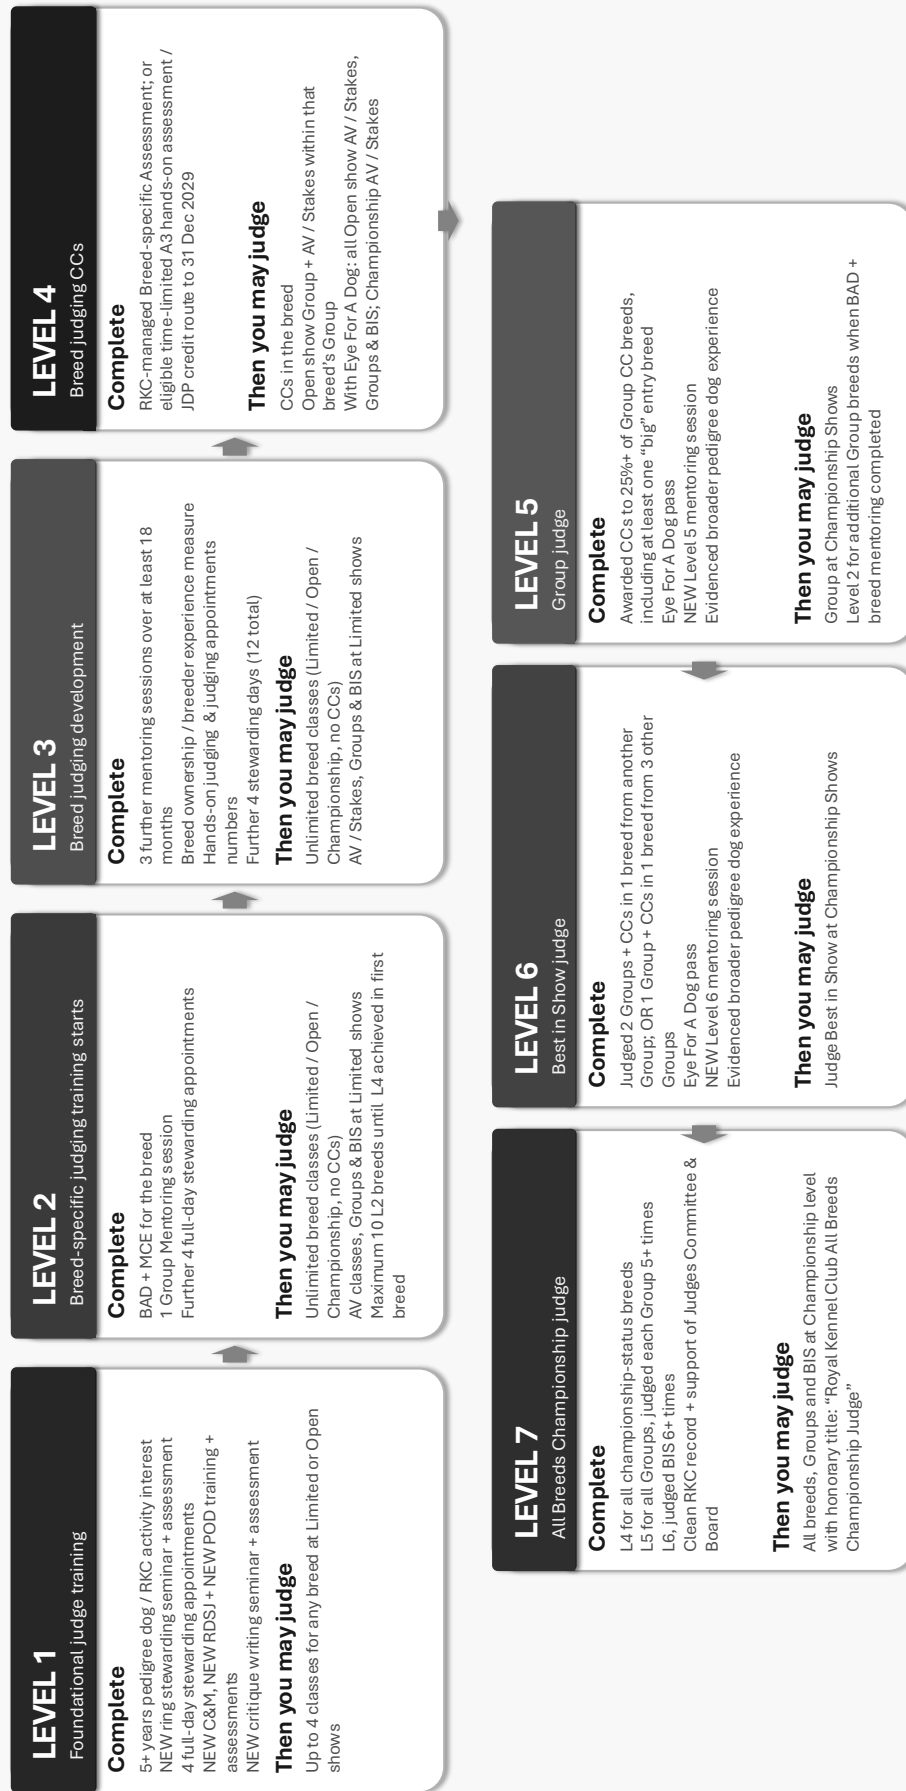 LEVEL 1
Foundational judge training
Complete
5+ years pedigree dog / RKC activity interest
NEW ring stewarding seminar + assessment
4 full-day stewarding appointments
NEW C&M, NEW RDSJ + NEW POD training +
assessments
NEW critique writing seminar + assessment
Then you may judge
Up to 4 classes for any breed at Limited or Open
shows
LEVEL 2
Breed-specific judging training starts
Complete
BAD + MCE for the breed
1 Group Mentoring session
Further 4 full-day stewarding appointments
Then you may judge
Unlimited breed classes (Limited / Open /
Championship, no CCs)
AV classes, Groups & BIS at Limited shows
Maximum 10 L2 breeds until L4 achieved in first
breed
LEVEL 3
Breed judging development
Complete
3 further mentoring sessions over at least 18
months
Breed ownership / breeder experience measure
Hands-on judging & judging appointments
numbers
Further 4 stewarding days (12 total)
Then you may judge
Unlimited breed classes (Limited / Open /
Championship, no CCs)
AV / Stakes, Groups & BIS at Limited shows
LEVEL 4
Breed judging CCs
Complete
RKC-managed Breed-specific Assessment; or
eligible time-limited A3 hands-on assessment /
JDP credit route to 31 Dec 2029
Then you may judge
CCs in the breed
Open show Group + AV / Stakes within that
breed's Group
With Eye For A Dog: all Open show AV / Stakes,
Groups & BIS; Championship AV / Stakes
LEVEL 5
Group judge
Complete
Awarded CCs to 25%+ of Group CC breeds,
including at least one "big" entry breed
Eye For A Dog pass
NEW Level 5 mentoring session
Evidenced broader pedigree dog experience
Then you may judge
Group at Championship Shows
Level 2 for additional Group breeds when BAD +
breed mentoring completed
LEVEL 6
Best in Show judge
Complete
Judged 2 Groups + CCs in 1 breed from another
Group; OR 1 Group + CCs in 1 breed from 3 other
Groups
Eye For A Dog pass
NEW Level 6 mentoring session
Evidenced broader pedigree dog experience
Then you may judge
Judge Best in Show at Championship Shows
LEVEL 7
All Breeds Championship judge
Complete
L4 for all championship-status breeds
L5 for all Groups, judged each Group 5+ times
L6, judged BIS 6+ times
Clean RKC record + support of Judges Committee &
Board
Then you may judge
All breeds, Groups and BIS at Championship level
with honorary title: "Royal Kennel Club All Breeds
Championship Judge"